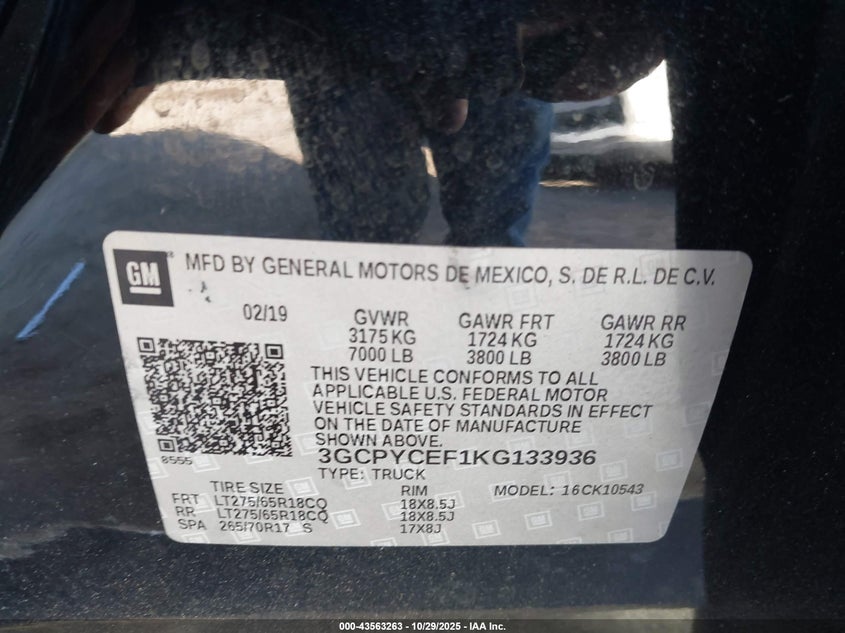 GM
MFD BY GENERAL MOTORS DE MEXICO, S. DE R.L. DE C.V.
02/19
GVWR GAWR FRT GAWR RR
3175 KG 1724 KG 1724 KG
7000 LB 3800 LB 3800 LB
THIS VEHICLE CONFORMS TO ALL
APPLICABLE U.S. FEDERAL MOTOR
VEHICLE SAFETY STANDARDS IN EFFECT
ON THE DATE OF MANUFACTURE
SHOWN ABOVE.
8555
3GCPYCEF1KG133936
TYPE: TRUCK
TIRE SIZE RIM MODEL: 16CK10543
FRT LT275/65R18CQ 18X8.5J
RR LT275/65R18CQ 18X8.5J
SPA 265/70R17 S 17X8J
000-43563263 - 10/29/2025 - IAA Inc.